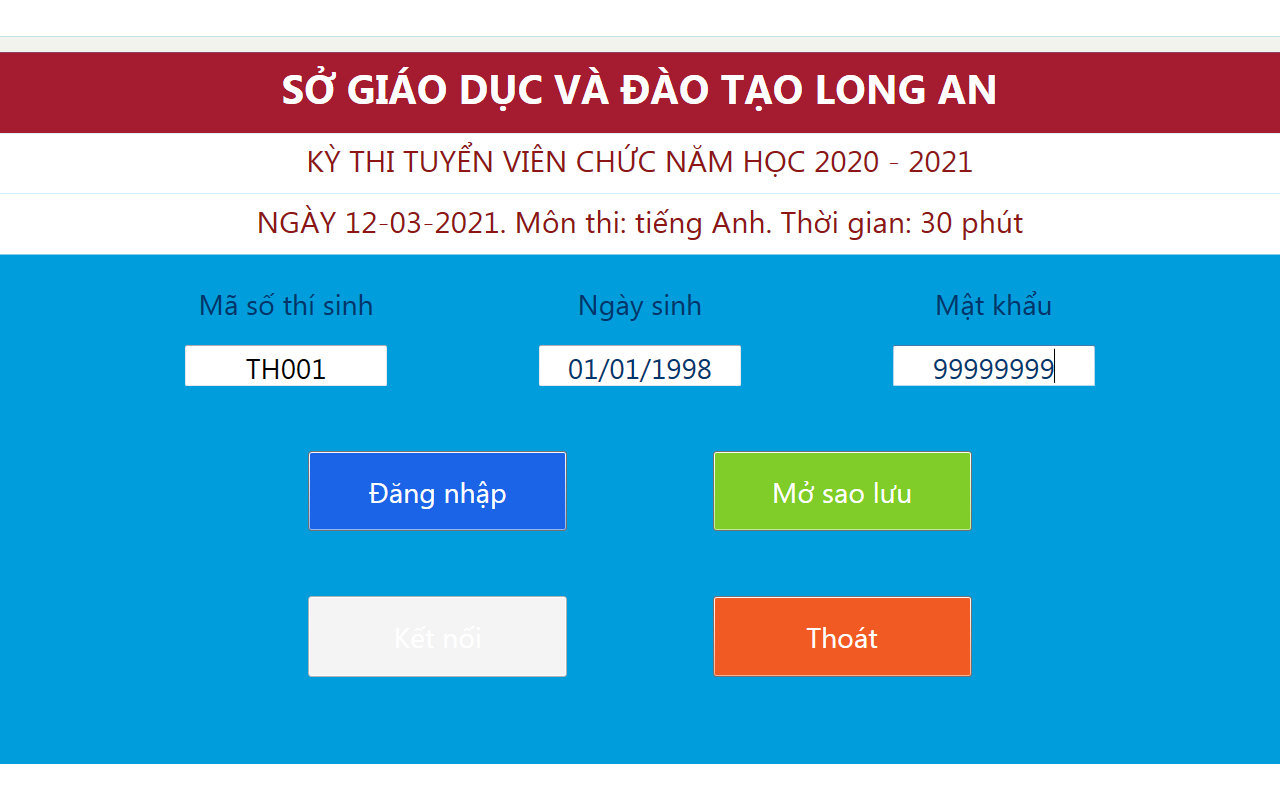 SỞ GIÁO DỤC VÀ ĐÀO TẠO LONG AN
KỲ THI TUYỂN VIÊN CHỨC NĂM HỌC 2020 - 2021
NGÀY 12-03-2021. Môn thi: tiếng Anh. Thời gian: 30 phút
Mã số thí sinh Ngày sinh Mật khẩu
TH001 01/01/1998 99999999
Đăng nhập Mở sao lưu
Kết nối Thoát